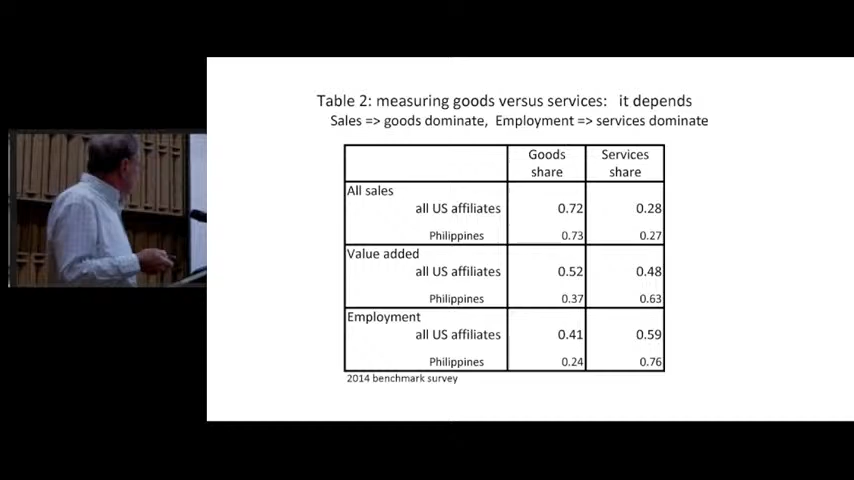 Table 2: measuring goods versus services: it depends
Sales => goods dominate, Employment => services dominate
Goods share Services share
All sales
all US affiliates 0.72 0.28
Philippines 0.73 0.27
Value added
all US affiliates 0.52 0.48
Philippines 0.37 0.63
Employment
all US affiliates 0.41 0.59
Philippines 0.24 0.76
2014 benchmark survey